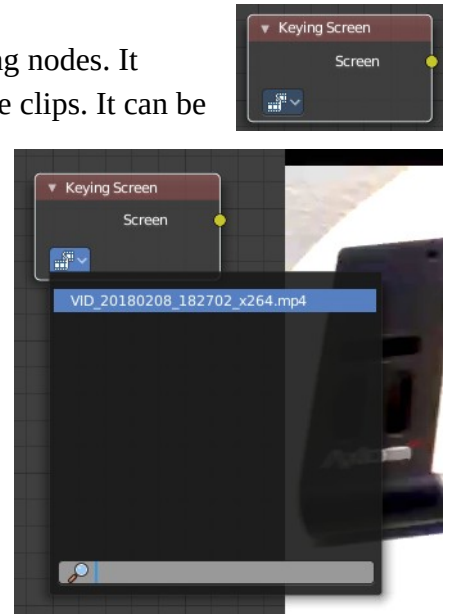 Keying Screen
Screen
ng nodes. It
e clips. It can be
Keying Screen
Screen
VID_20180208_182702_x264.mp4